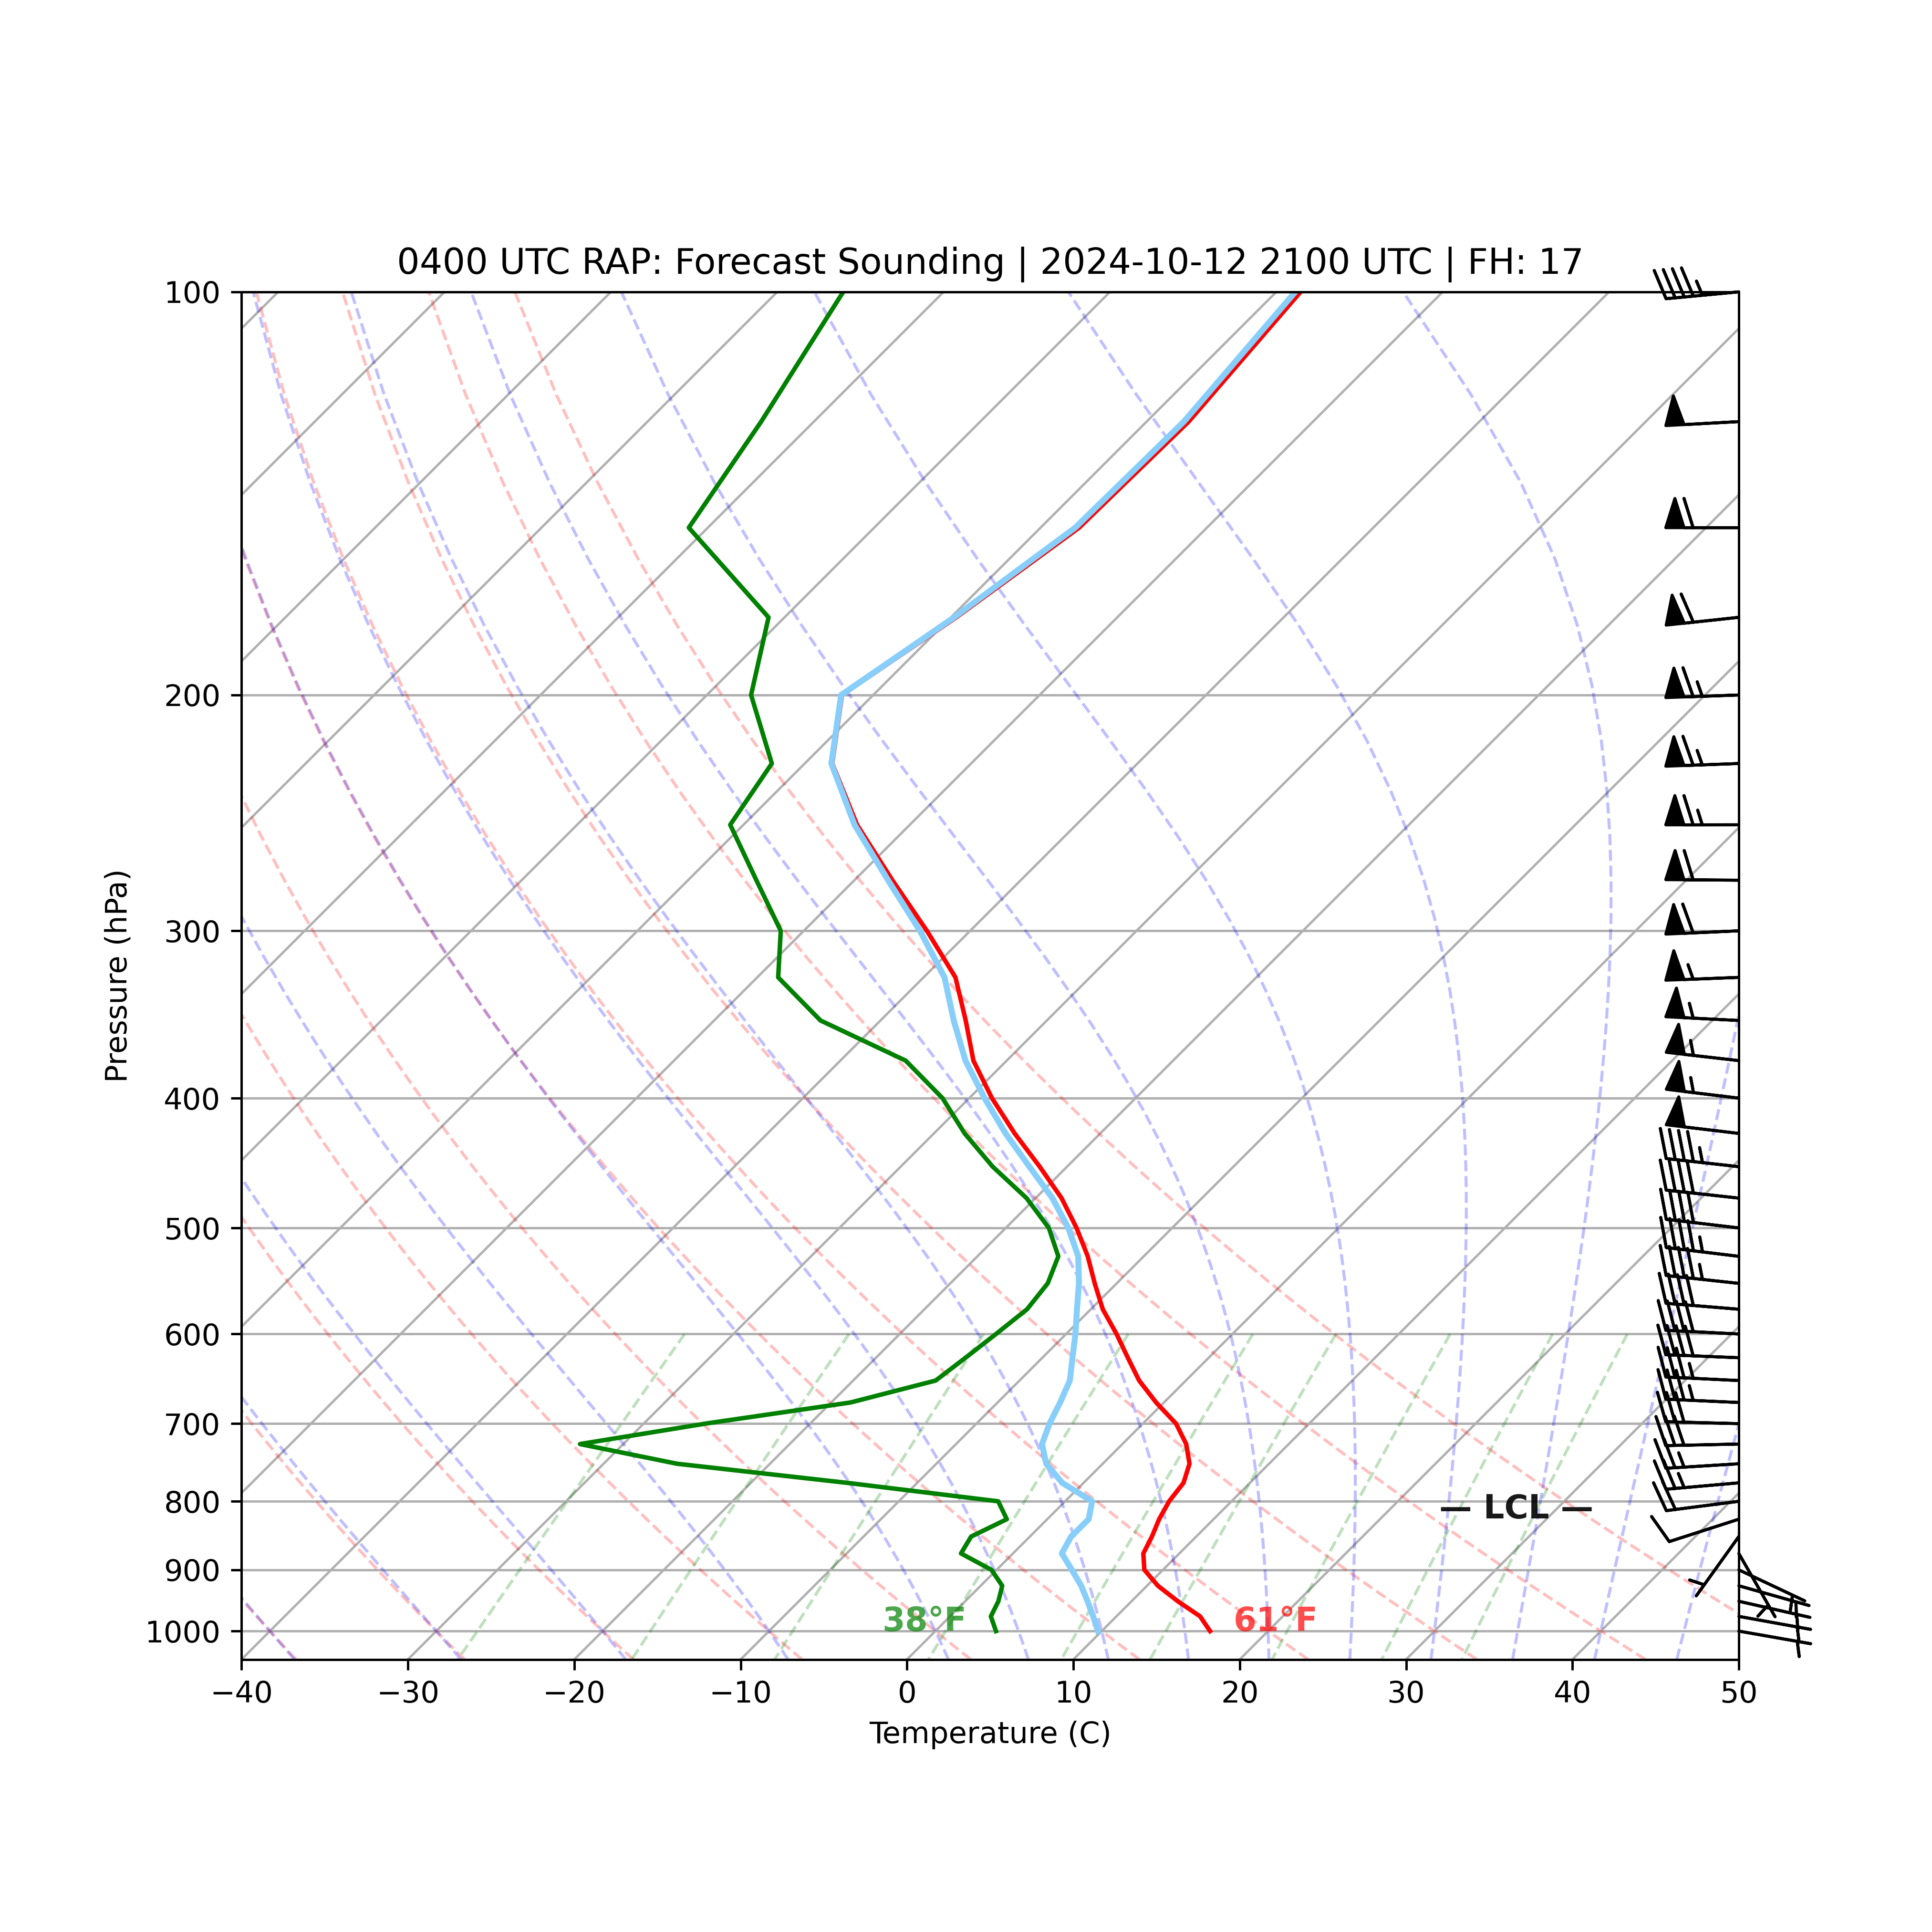 0400 UTC RAP: Forecast Sounding | 2024-10-12 2100 UTC | FH: 17
100
200
300
400
500
600
700
800
900
1000
Pressure (hPa)
— LCL —
38°F
61°F
−40 −30 −20 −10 0 10 20 30 40 50
Temperature (C)